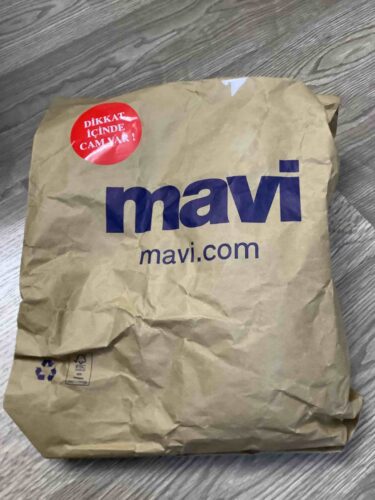 DİKKAT
İÇİNDE
CAM VAR !
mavi
mavi.com